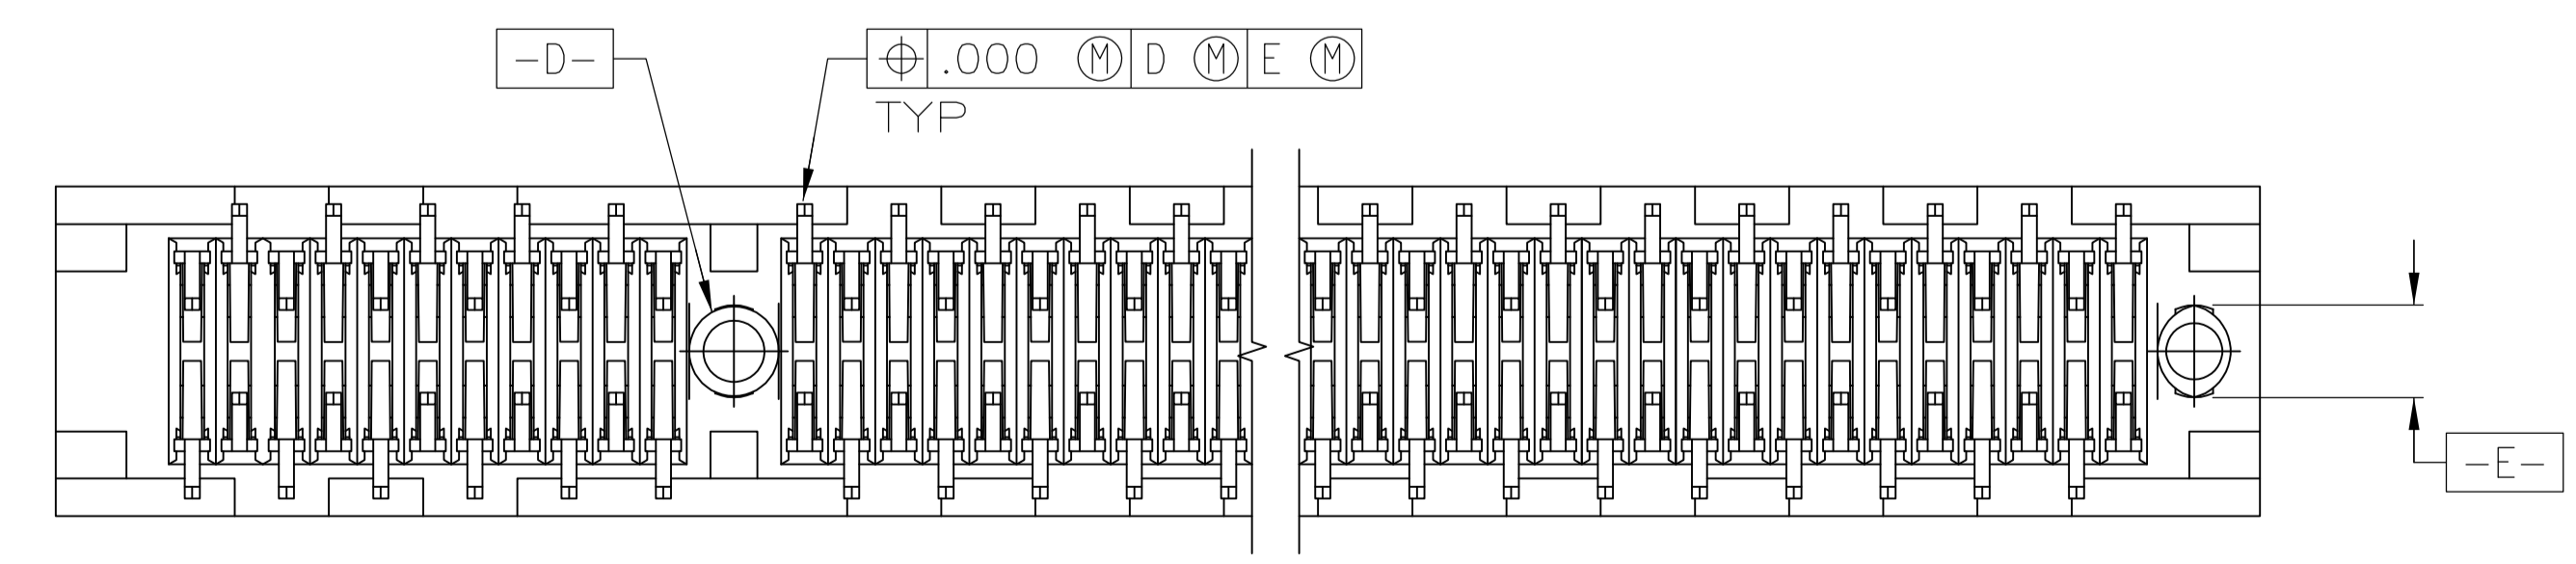 -D-
⌖ .000 Ⓜ D Ⓜ E Ⓜ
TYP
-E-